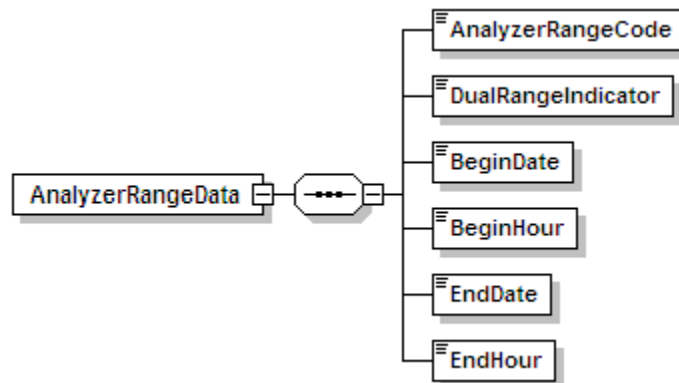 AnalyzerRangeCode
DualRangeIndicator
BeginDate
AnalyzerRangeData
BeginHour
EndDate
EndHour